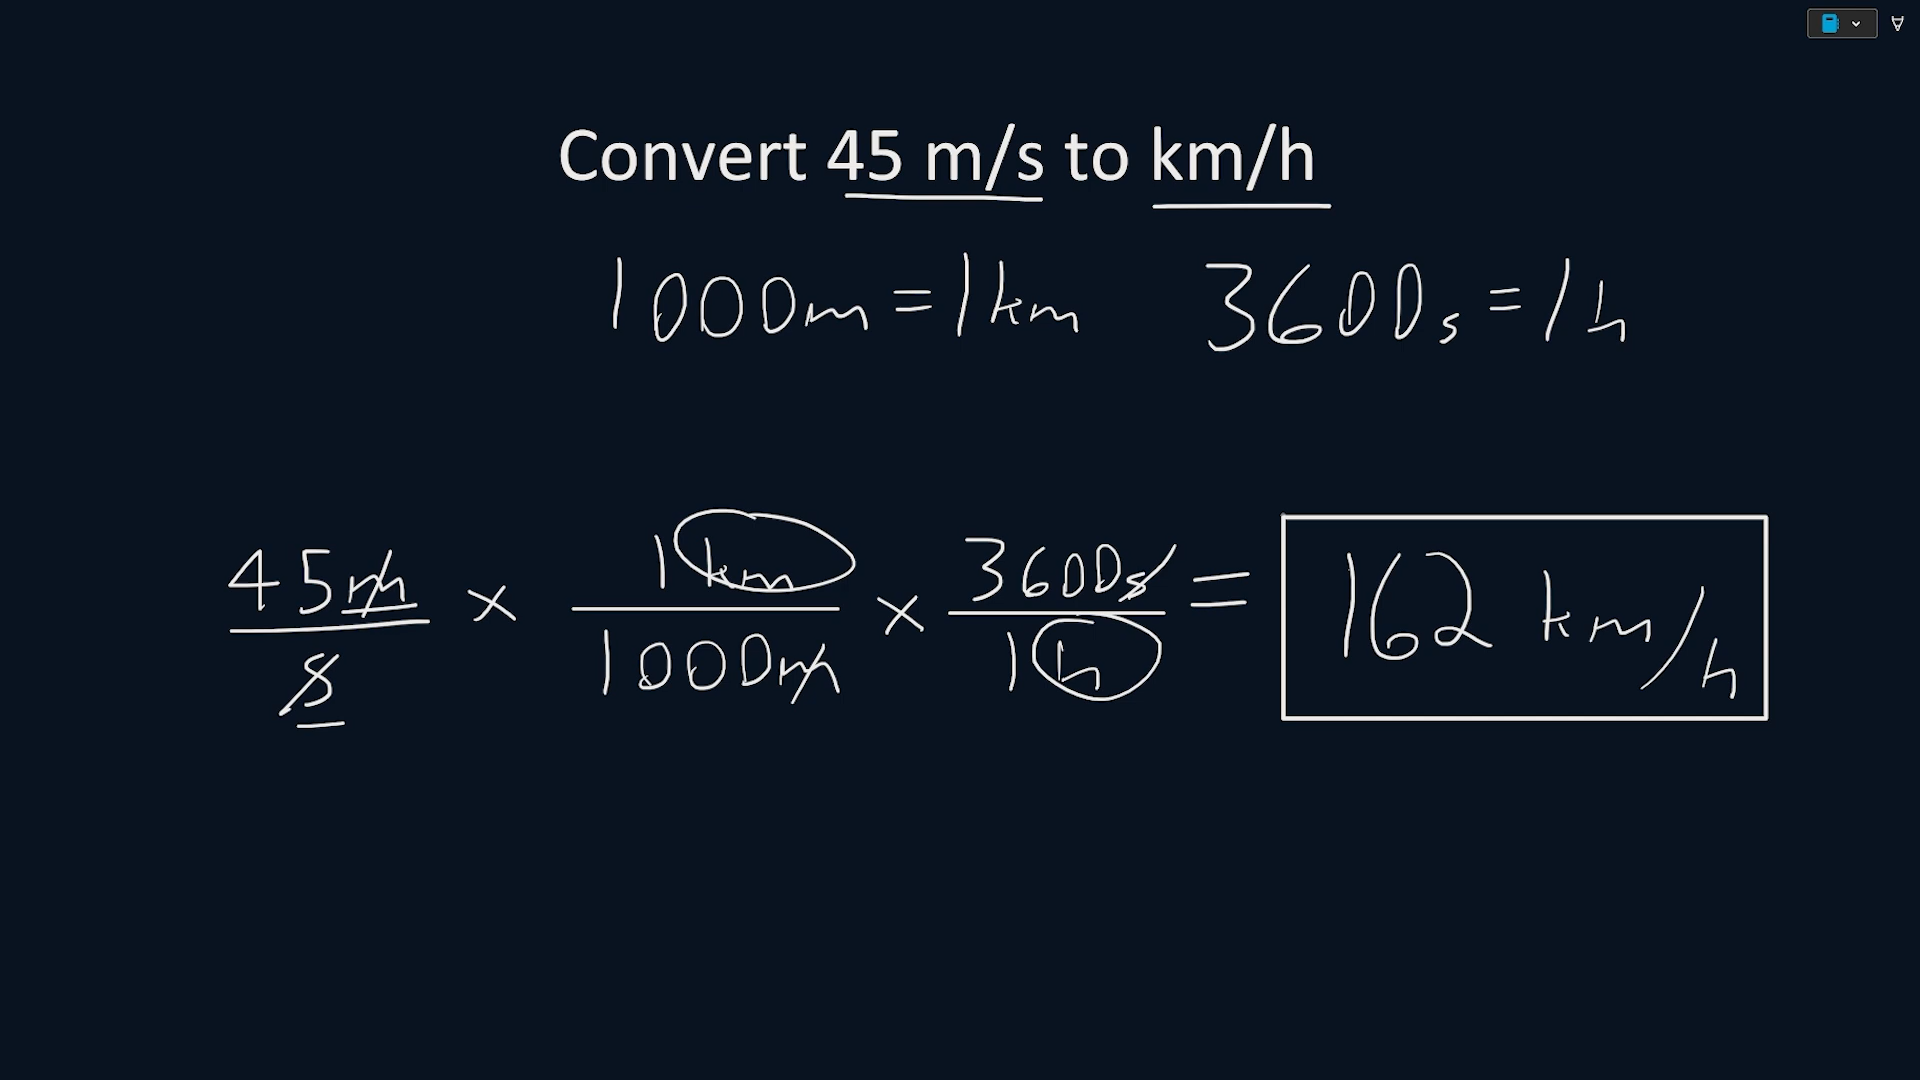 Convert 45 m/s to km/h
1000m = 1km 3600s = 1h
45m/s × 1km/1000m × 3600s/1h = 162 km/h